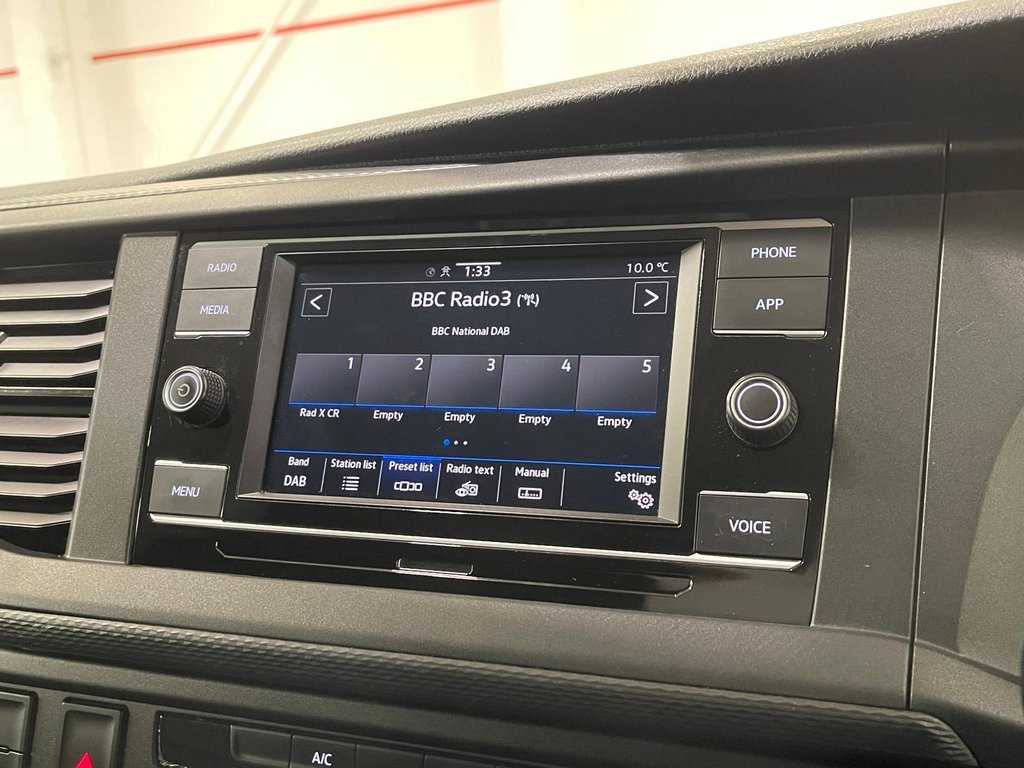 RADIO
MEDIA
MENU
1:33
10.0 °C
BBC Radio3
BBC National DAB
1 2 3 4 5
Rad X CR Empty Empty Empty Empty
Band Station list Preset list Radio text Manual Settings
DAB
PHONE
APP
VOICE
A/C